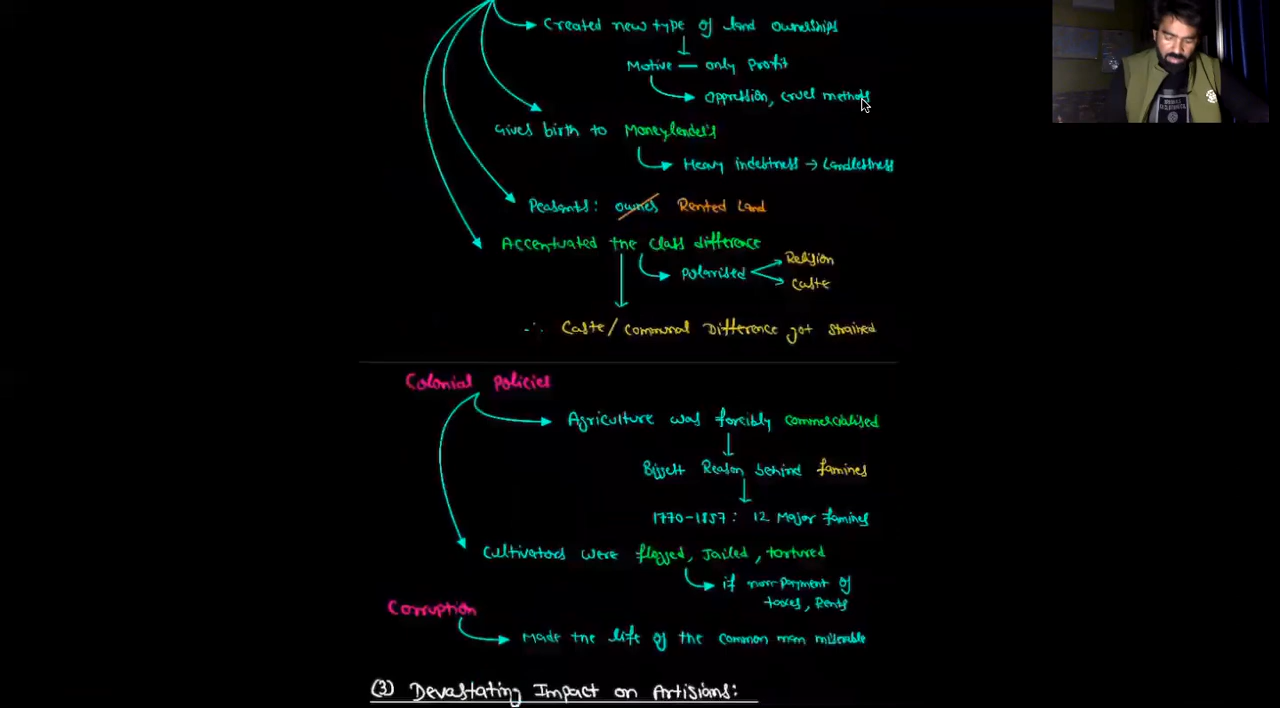 Created new type of land ownerships
Motive — only Profit
Oppression, cruel methods
Gives birth to Moneylender's
Heavy indebtness → Landlessness
Peasants: owner Rented Land
Accentuated the class difference
Polarised
Religion
Caste
∴ Caste/Communal Difference got strained
Colonial Policies
Agriculture was forcibly commercialised
Biggest Reason behind famines
1770-1857: 12 Major famines
Cultivators were flogged, Jailed, tortured
if non-payment of
taxes, Rents
Corruption
Made the life of the common man miserable
(3) Devastating Impact on Artisians: